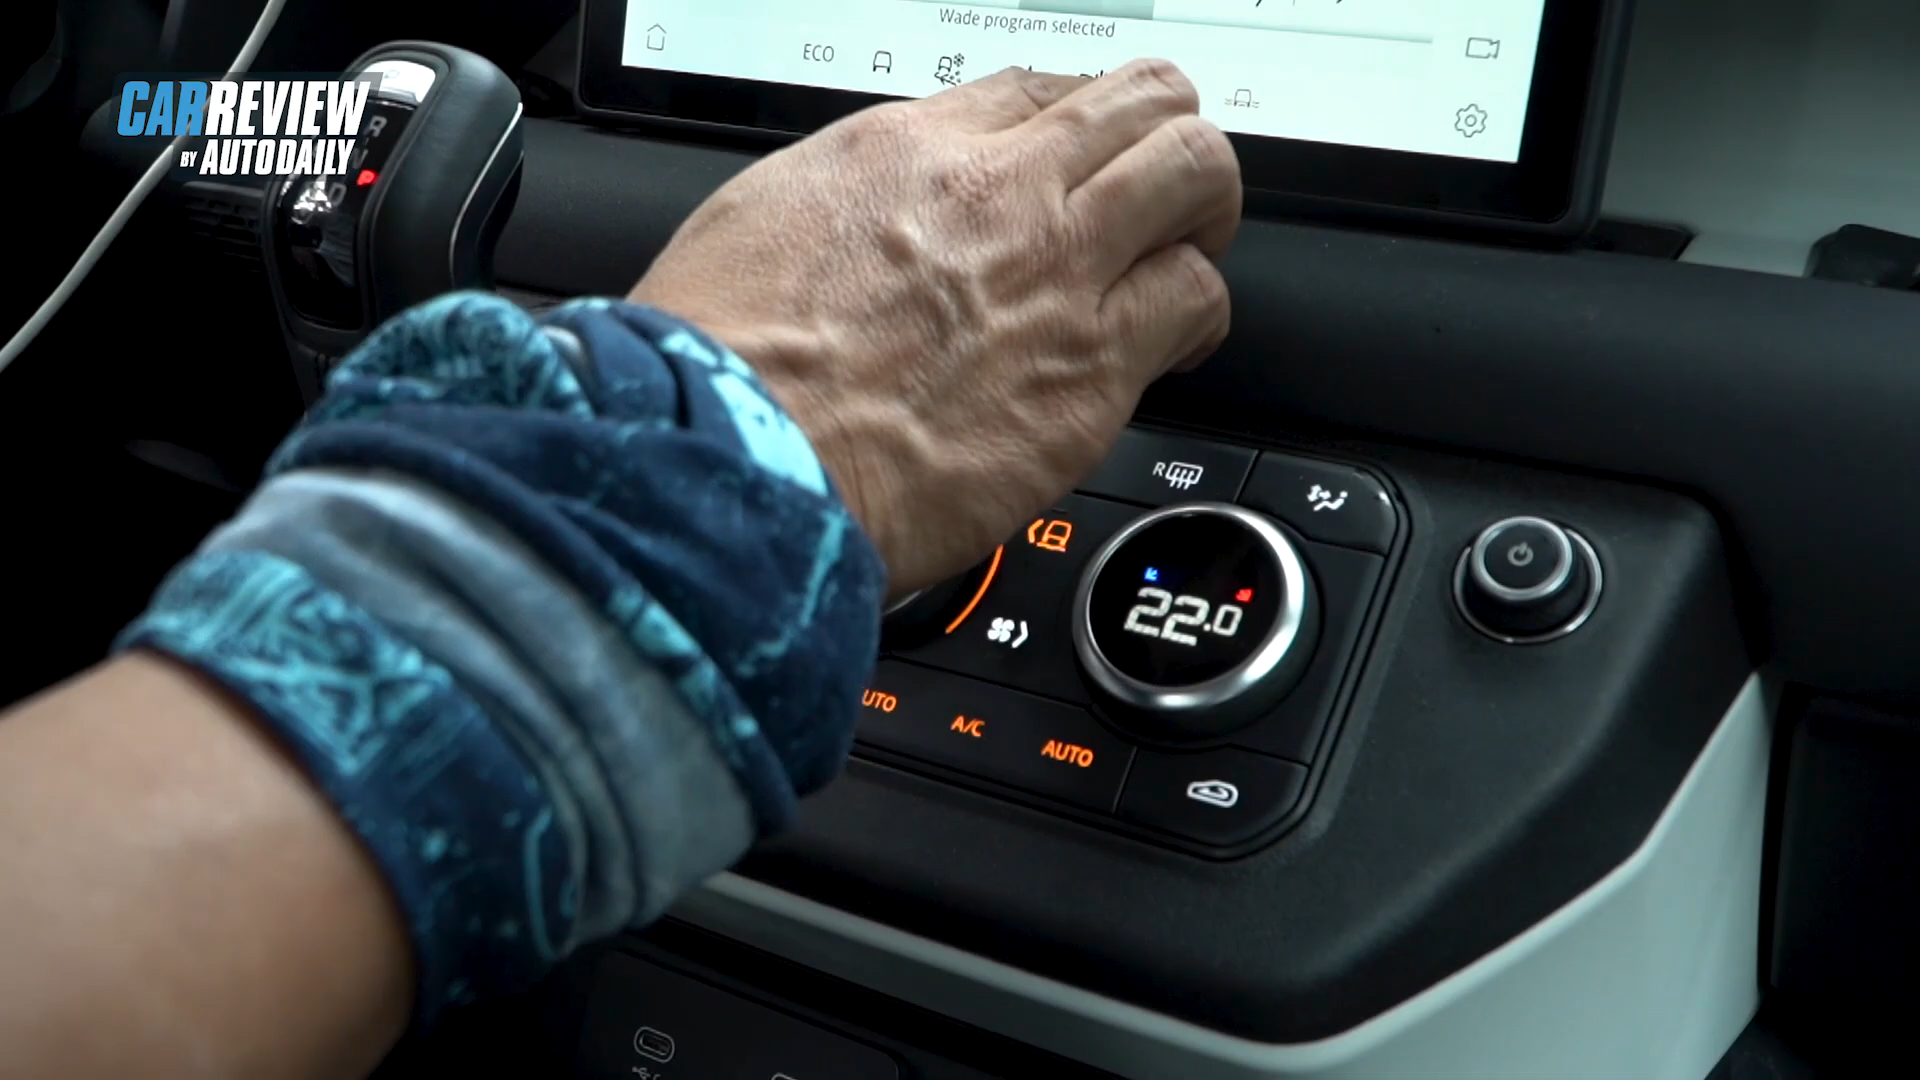 Wade program selected
ECO
CARREVIEW
BY AUTODAILY
R
N
D
P
R
22.0
UTO
A/C
AUTO